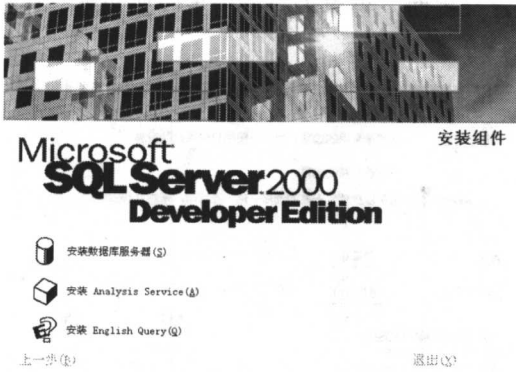 安装组件
Microsoft
SQL Server 2000
Developer Edition
安装数据库服务器(S)
安装 Analysis Service(A)
安装 English Query(Q)
上一步(B)
退出(X)